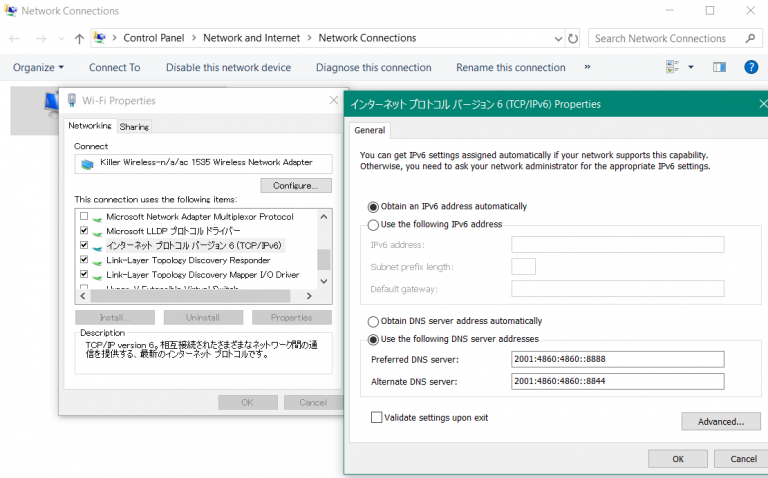 Network Connections
Control Panel > Network and Internet > Network Connections
Search Network Connections
Organize
Connect To
Disable this network device
Diagnose this connection
Rename this connection
»
Wi-Fi Properties
Networking
Sharing
Connect
Killer Wireless-n/a/ac 1535 Wireless Network Adapter
Configure...
This connection uses the following items:
Microsoft Network Adapter Multiplexor Protocol
Microsoft LLDP プロトコル ドライバー
インターネット プロトコル バージョン 6 (TCP/IPv6)
Link-Layer Topology Discovery Responder
Link-Layer Topology Discovery Mapper I/O Driver
Hyper-V Extensible Virtual Switch
Install...
Uninstall
Properties
Description
TCP/IP version 6。相互接続されたさまざまなネットワーク間の通
信を提供する、最新のインターネット プロトコルです。
OK
Cancel
インターネット プロトコル バージョン 6 (TCP/IPv6) Properties
General
You can get IPv6 settings assigned automatically if your network supports this capability.
Otherwise, you need to ask your network administrator for the appropriate IPv6 settings.
Obtain an IPv6 address automatically
Use the following IPv6 address
IPv6 address:
Subnet prefix length:
Default gateway:
Obtain DNS server address automatically
Use the following DNS server addresses
Preferred DNS server:
2001:4860:4860::8888
Alternate DNS server:
2001:4860:4860::8844
Validate settings upon exit
Advanced...
OK
Cancel